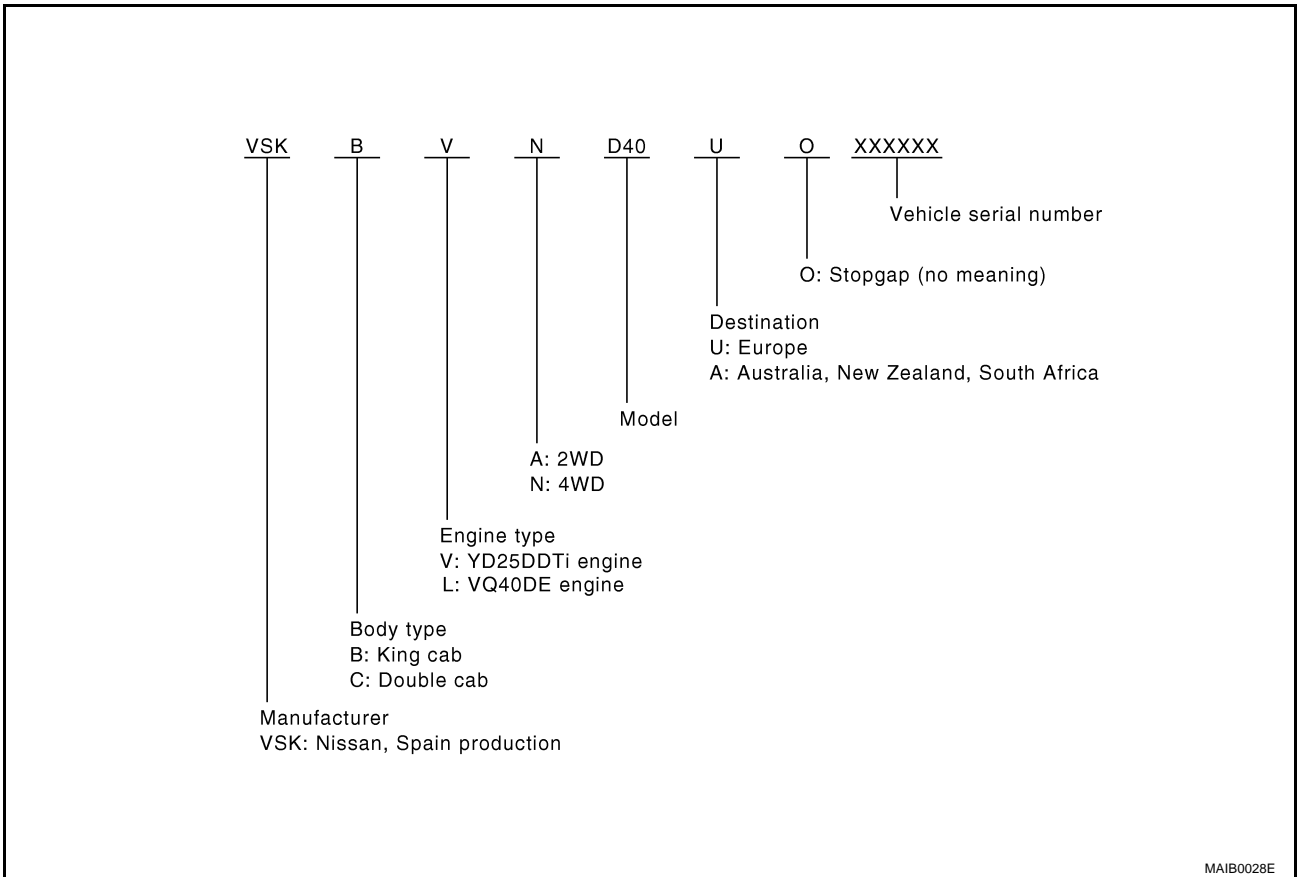 VSK B V N D40 U O XXXXXX
Vehicle serial number
O: Stopgap (no meaning)
Destination
U: Europe
A: Australia, New Zealand, South Africa
Model
A: 2WD
N: 4WD
Engine type
V: YD25DDTi engine
L: VQ40DE engine
Body type
B: King cab
C: Double cab
Manufacturer
VSK: Nissan, Spain production
MAIB0028E